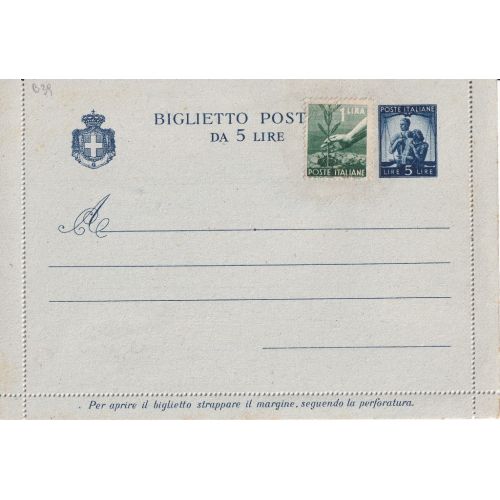 B 39
BIGLIETTO POST
DA 5 LIRE
1 LIRA
POSTE ITALIANE
POSTE ITALIANE
LIRE 5 LIRE
A
Per aprire il biglietto strappare il margine, seguendo la perforatura.